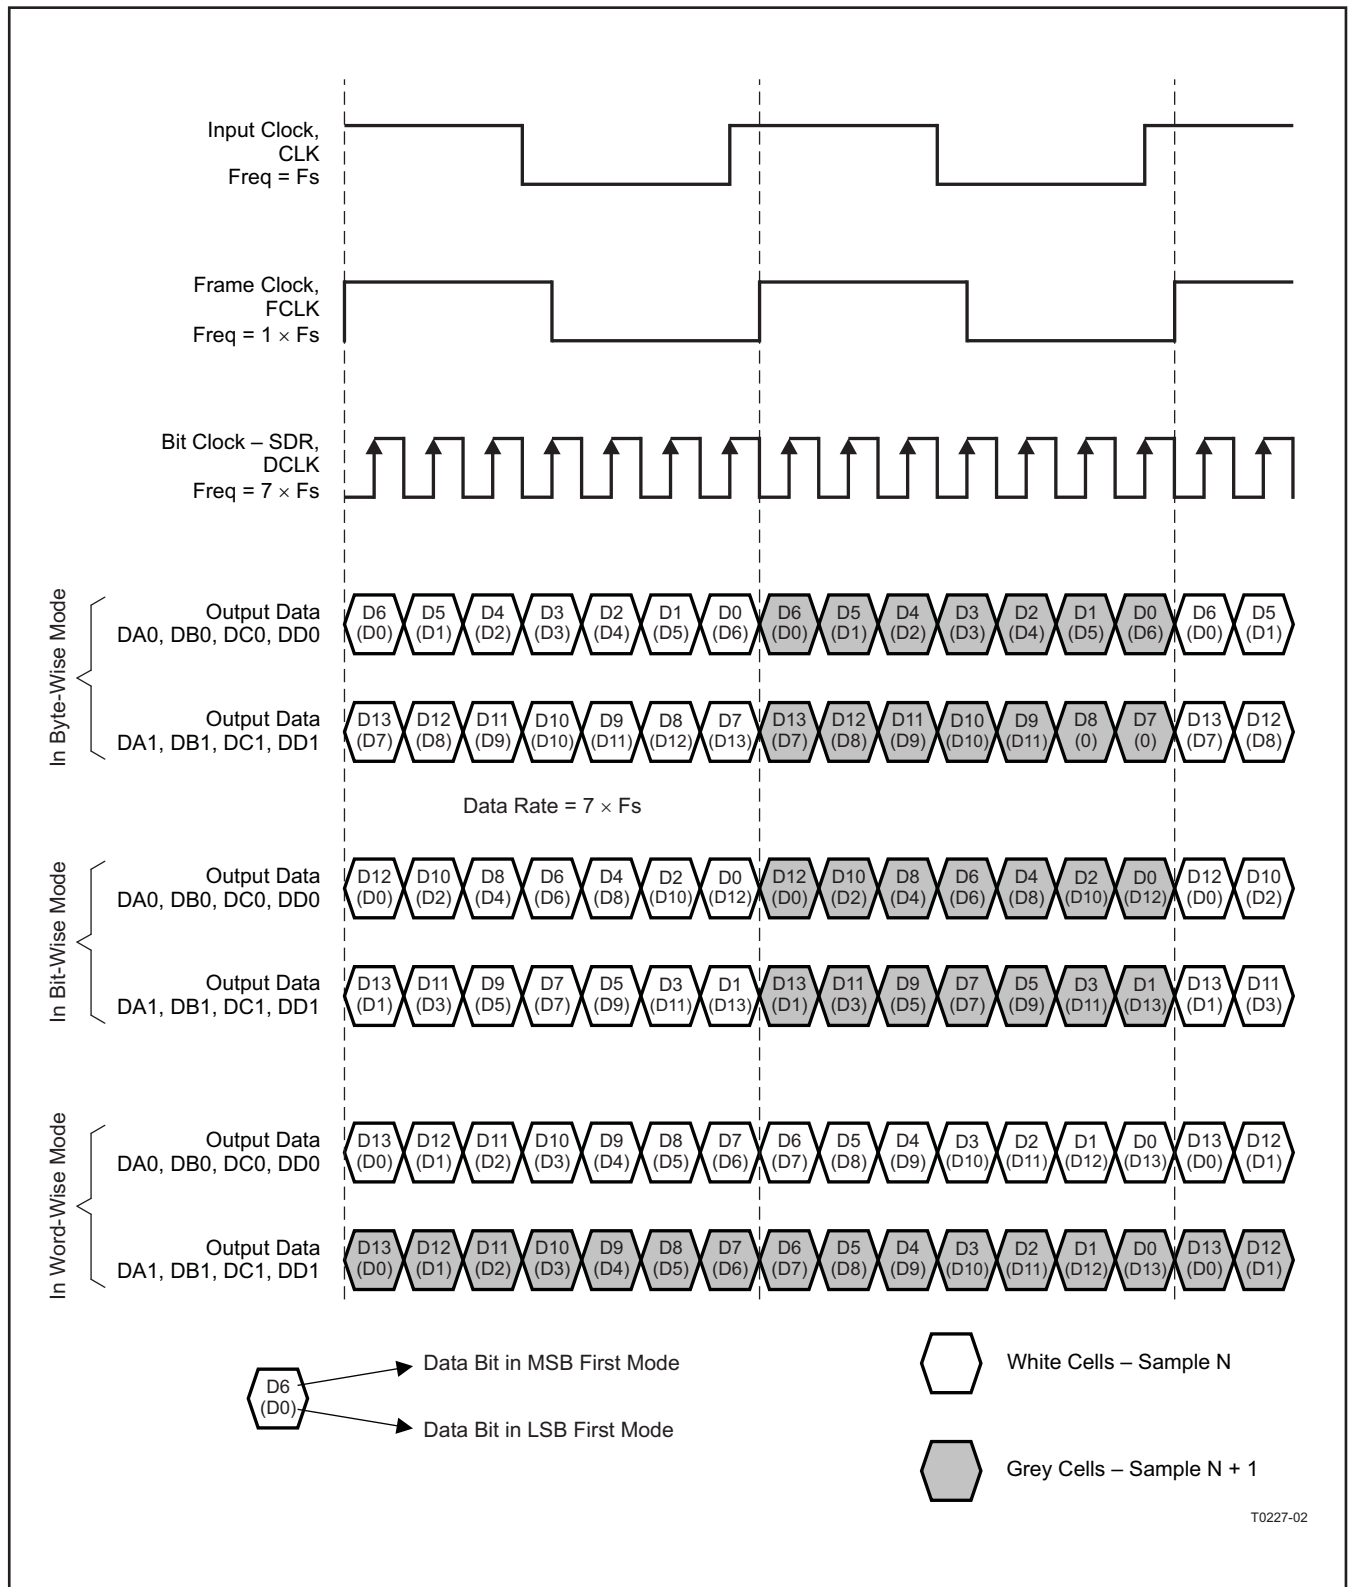 Input Clock,
CLK
Freq = Fs
Frame Clock,
FCLK
Freq = 1 × Fs
Bit Clock – SDR,
DCLK
Freq = 7 × Fs
In Byte-Wise Mode
Output Data
DA0, DB0, DC0, DD0
D6 D5 D4 D3 D2 D1 D0 D6 D5 D4 D3 D2 D1 D0 D6 D5
(D0) (D1) (D2) (D3) (D4) (D5) (D6) (D0) (D1) (D2) (D3) (D4) (D5) (D6) (D0) (D1)
Output Data
DA1, DB1, DC1, DD1
D13 D12 D11 D10 D9 D8 D7 D13 D12 D11 D10 D9 D8 D7 D13 D12
(D7) (D8) (D9) (D10) (D11) (D12) (D13) (D7) (D8) (D9) (D10) (D11) (0) (0) (D7) (D8)
Data Rate = 7 × Fs
In Bit-Wise Mode
Output Data
DA0, DB0, DC0, DD0
D12 D10 D8 D6 D4 D2 D0 D12 D10 D8 D6 D4 D2 D0 D12 D10
(D0) (D2) (D4) (D6) (D8) (D10) (D12) (D0) (D2) (D4) (D6) (D8) (D10) (D12) (D0) (D2)
Output Data
DA1, DB1, DC1, DD1
D13 D11 D9 D7 D5 D3 D1 D13 D11 D9 D7 D5 D3 D1 D13 D11
(D1) (D3) (D5) (D7) (D9) (D11) (D13) (D1) (D3) (D5) (D7) (D9) (D11) (D13) (D1) (D3)
In Word-Wise Mode
Output Data
DA0, DB0, DC0, DD0
D13 D12 D11 D10 D9 D8 D7 D6 D5 D4 D3 D2 D1 D0 D13 D12
(D0) (D1) (D2) (D3) (D4) (D5) (D6) (D7) (D8) (D9) (D10) (D11) (D12) (D13) (D0) (D1)
Output Data
DA1, DB1, DC1, DD1
D13 D12 D11 D10 D9 D8 D7 D6 D5 D4 D3 D2 D1 D0 D13 D12
(D0) (D1) (D2) (D3) (D4) (D5) (D6) (D7) (D8) (D9) (D10) (D11) (D12) (D13) (D0) (D1)
D6
(D0)
Data Bit in MSB First Mode
Data Bit in LSB First Mode
White Cells – Sample N
Grey Cells – Sample N + 1
T0227-02